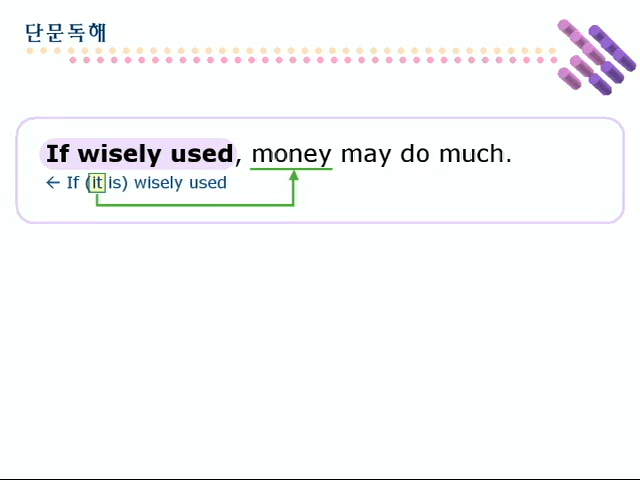 단문독해
If wisely used, money may do much.
← If (it is) wisely used